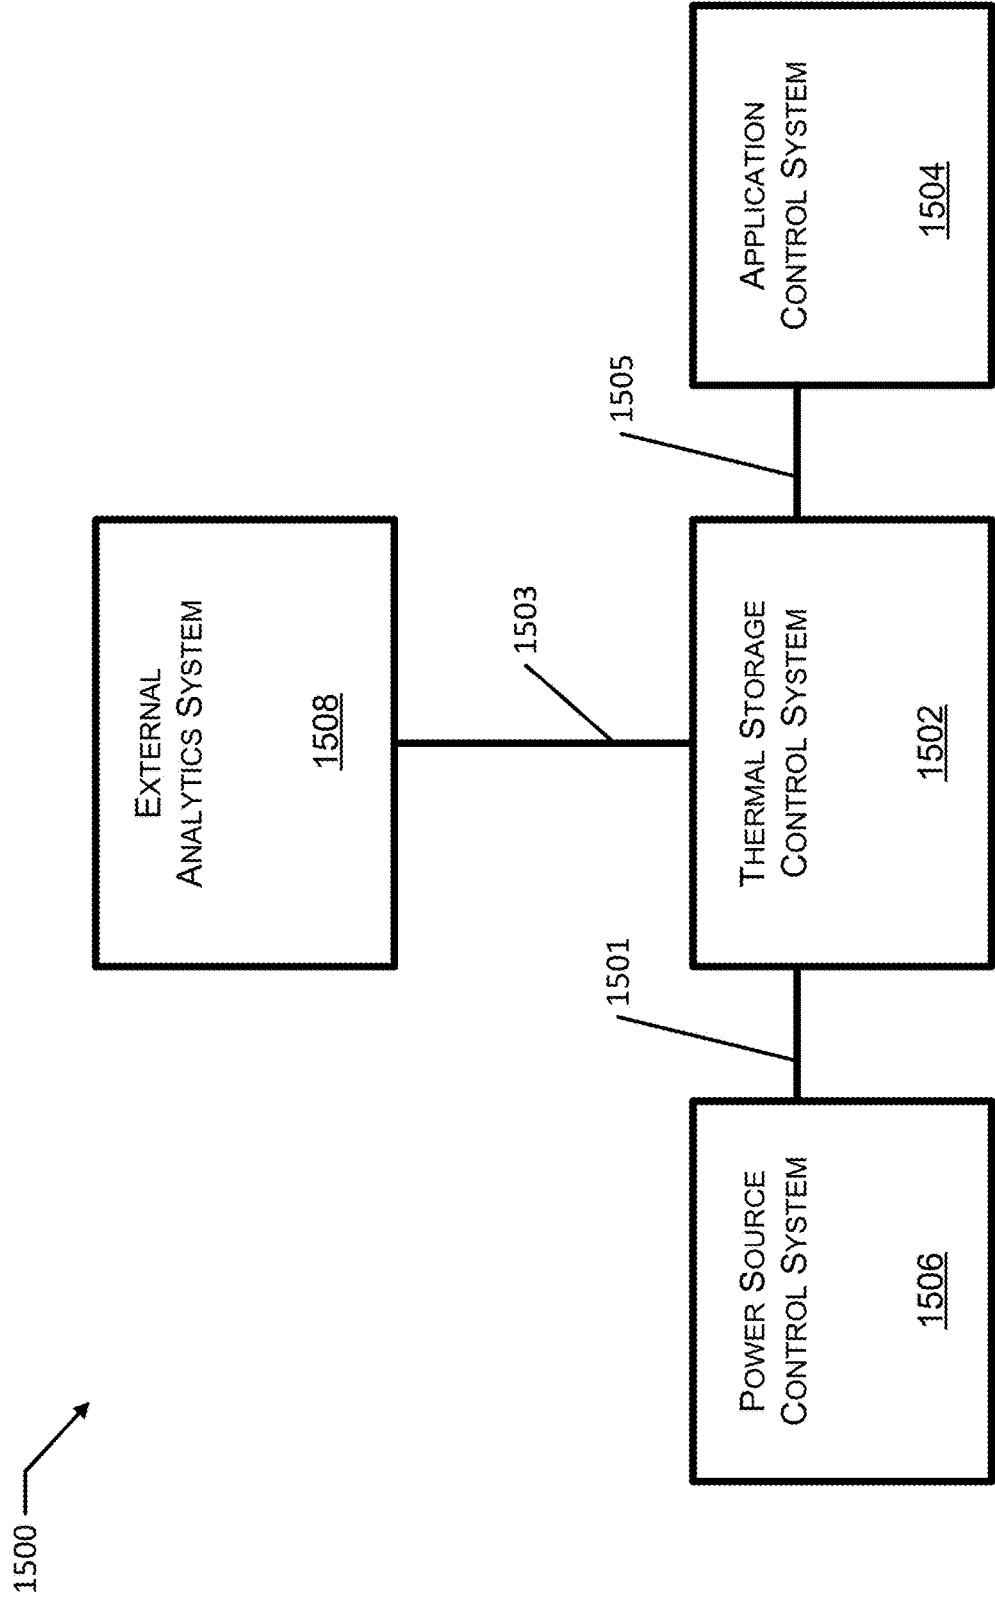 1500
EXTERNAL
ANALYTICS SYSTEM
1508
1503
1501
1505
POWER SOURCE
CONTROL SYSTEM
1506
THERMAL STORAGE
CONTROL SYSTEM
1502
APPLICATION
CONTROL SYSTEM
1504